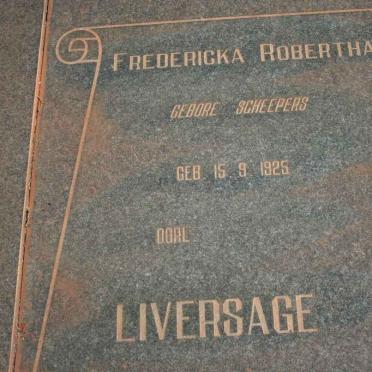 FREDERICKA ROBERTHA
GEBORE SCHEEPERS
GEB 15 9 1925
OORL
LIVERSAGE